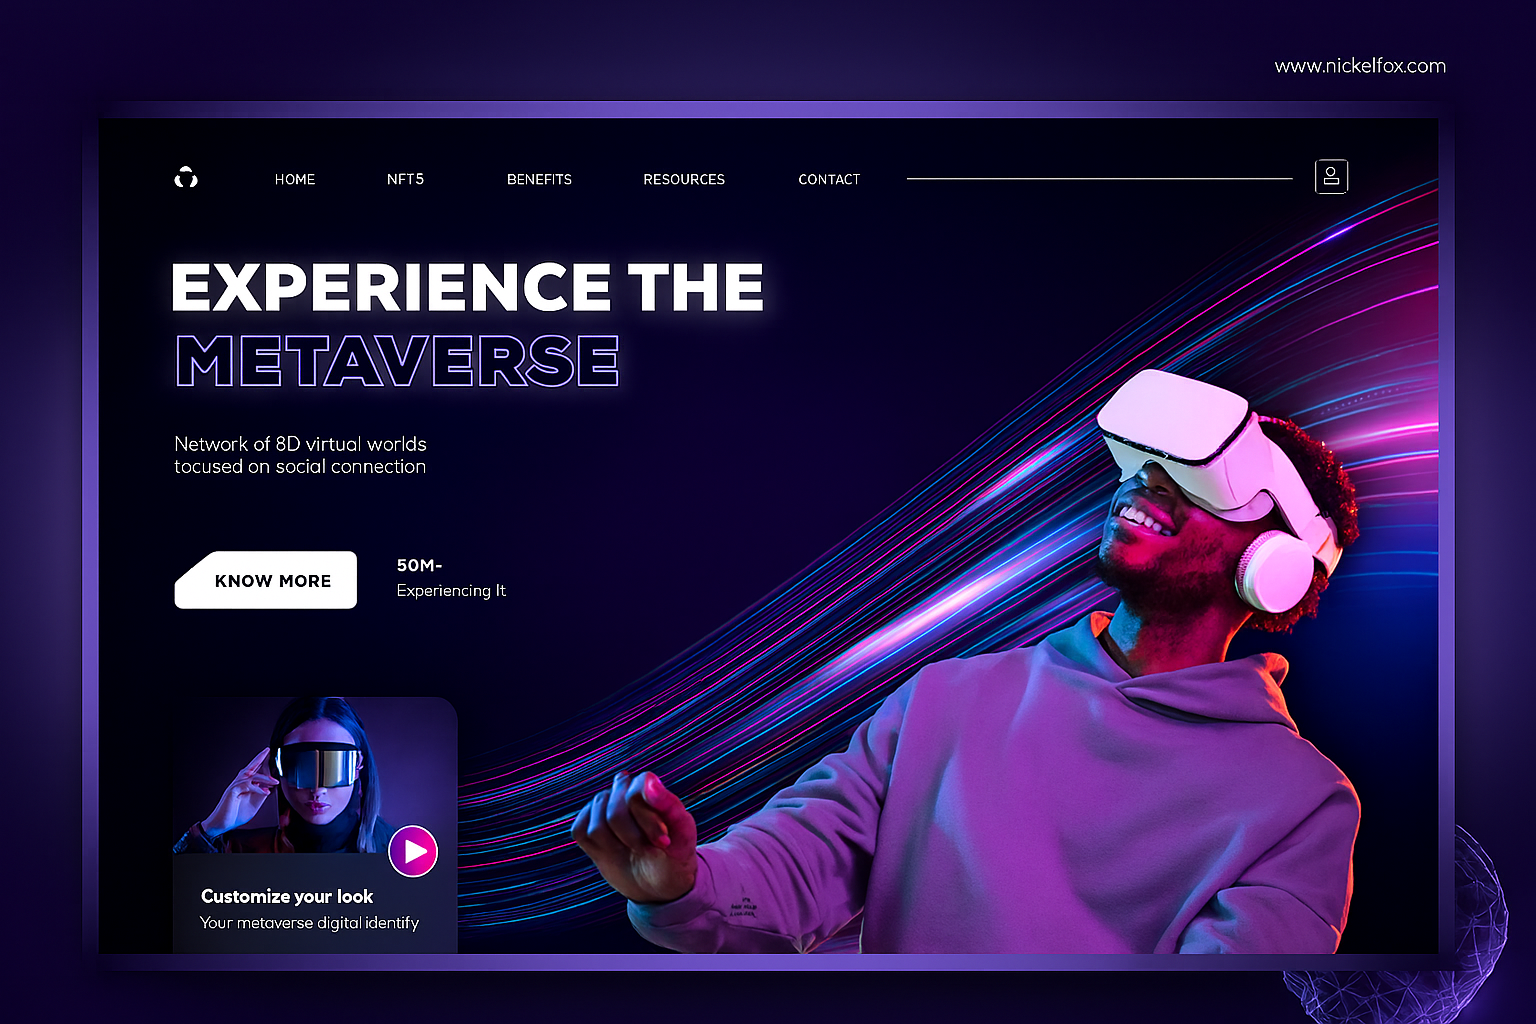 www.nickelfox.com
HOME NFT5 BENEFITS RESOURCES CONTACT
EXPERIENCE THE
METAVERSE
Network of 8D virtual worlds
tocused on social connection
KNOW MORE
50M-
Experiencing It
Customize your look
Your metaverse digital identify